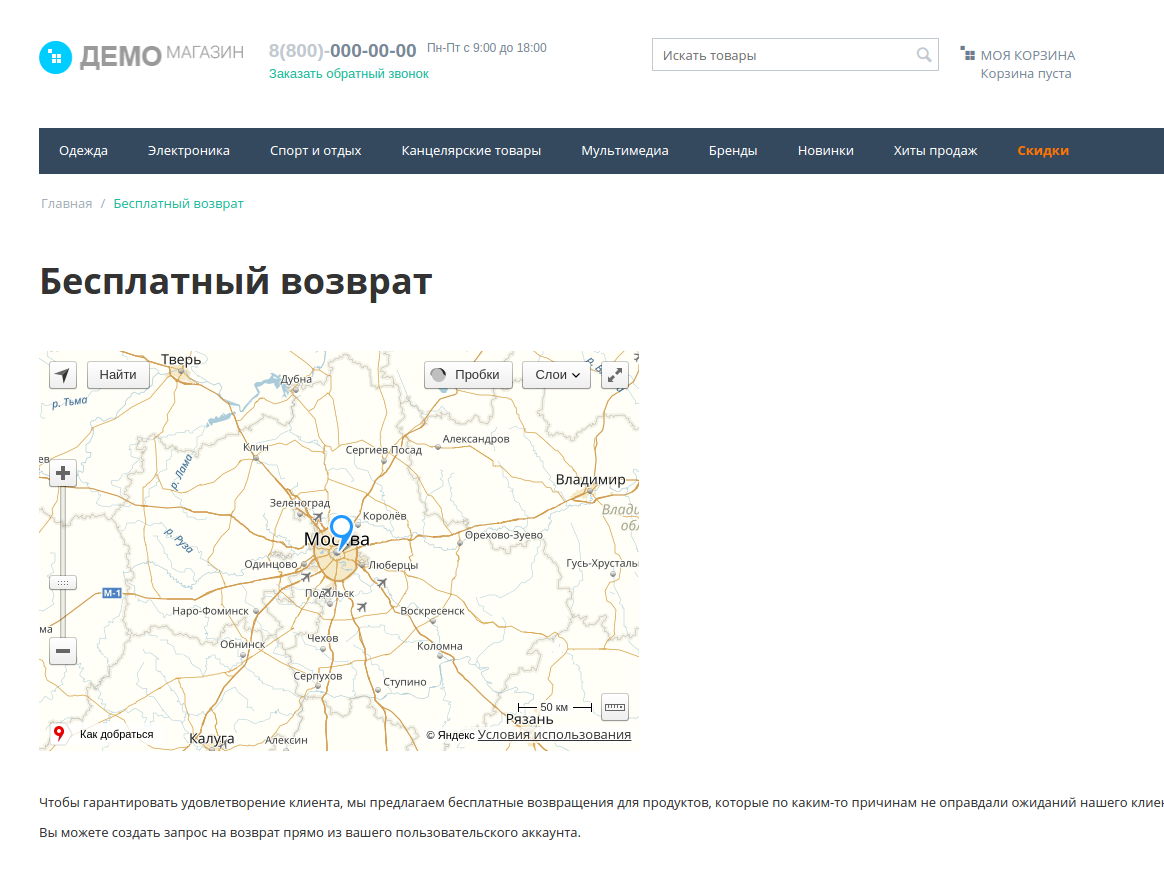 ДЕМО МАГАЗИН
8(800)-000-00-00 Пн-Пт с 9:00 до 18:00
Заказать обратный звонок
Искать товары
МОЯ КОРЗИНА
Корзина пуста
Одежда Электроника Спорт и отдых Канцелярские товары Мультимедиа Бренды Новинки Хиты продаж Скидки
Главная / Бесплатный возврат
Бесплатный возврат
Тверь
Найти Пробки Слои
Дубна
р. Тьма
Александров
Клин
Сергиев Посад
р. Лама
Владимир
Зеленоград
Королёв
р. Руза
Москва
Орехово-Зуево
Одинцово
Люберцы
Гусь-Хрусталь
М-1
Подольск
Наро-Фоминск
Воскресенск
Чехов
Обнинск
Коломна
Серпухов
Ступино
50 км
Рязань
Как добраться
Калуга
Алексин
© Яндекс Условия использования
Чтобы гарантировать удовлетворение клиента, мы предлагаем бесплатные возвращения для продуктов, которые по каким-то причинам не оправдали ожиданий нашего клиен
Вы можете создать запрос на возврат прямо из вашего пользовательского аккаунта.